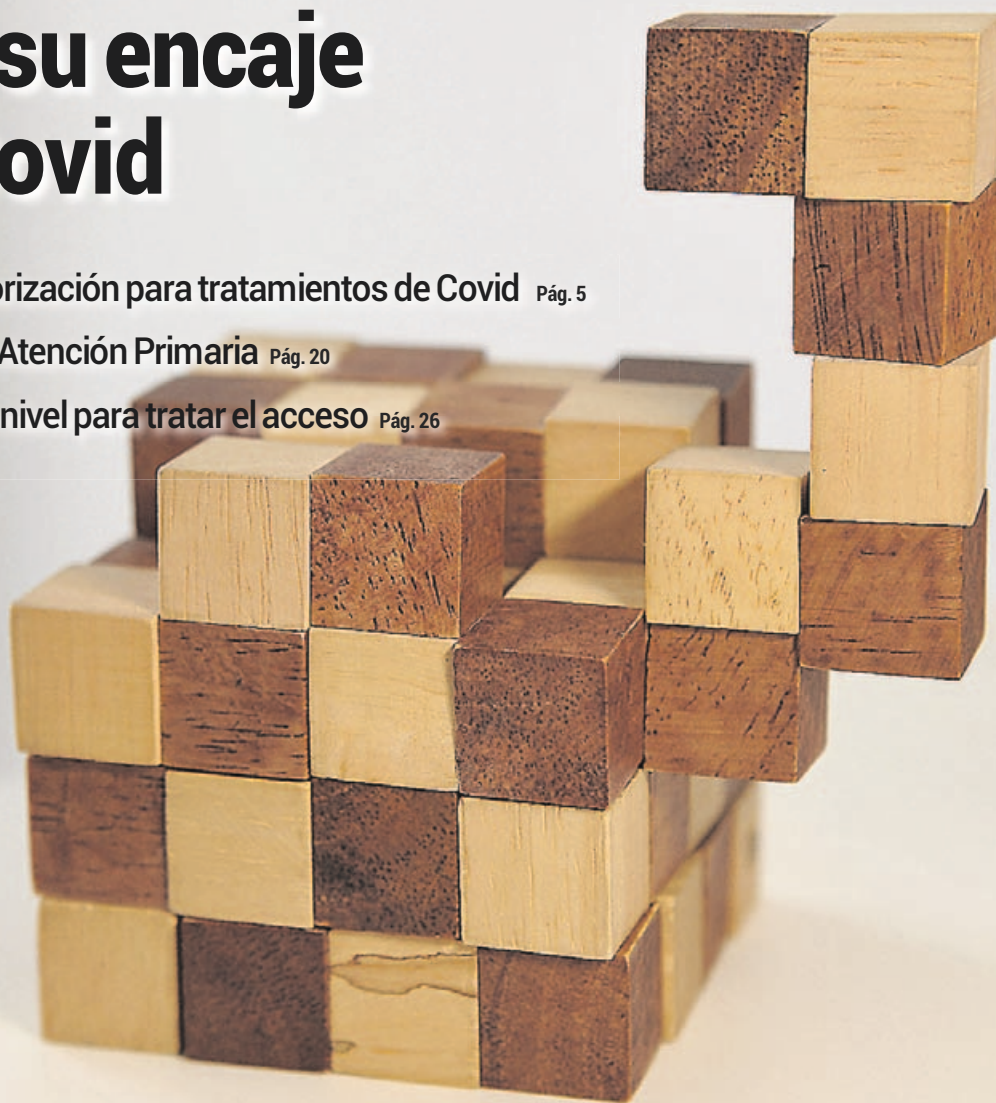 su encaje
ovid
orización para tratamientos de Covid Pág. 5
Atención Primaria Pág. 20
nivel para tratar el acceso Pág. 26